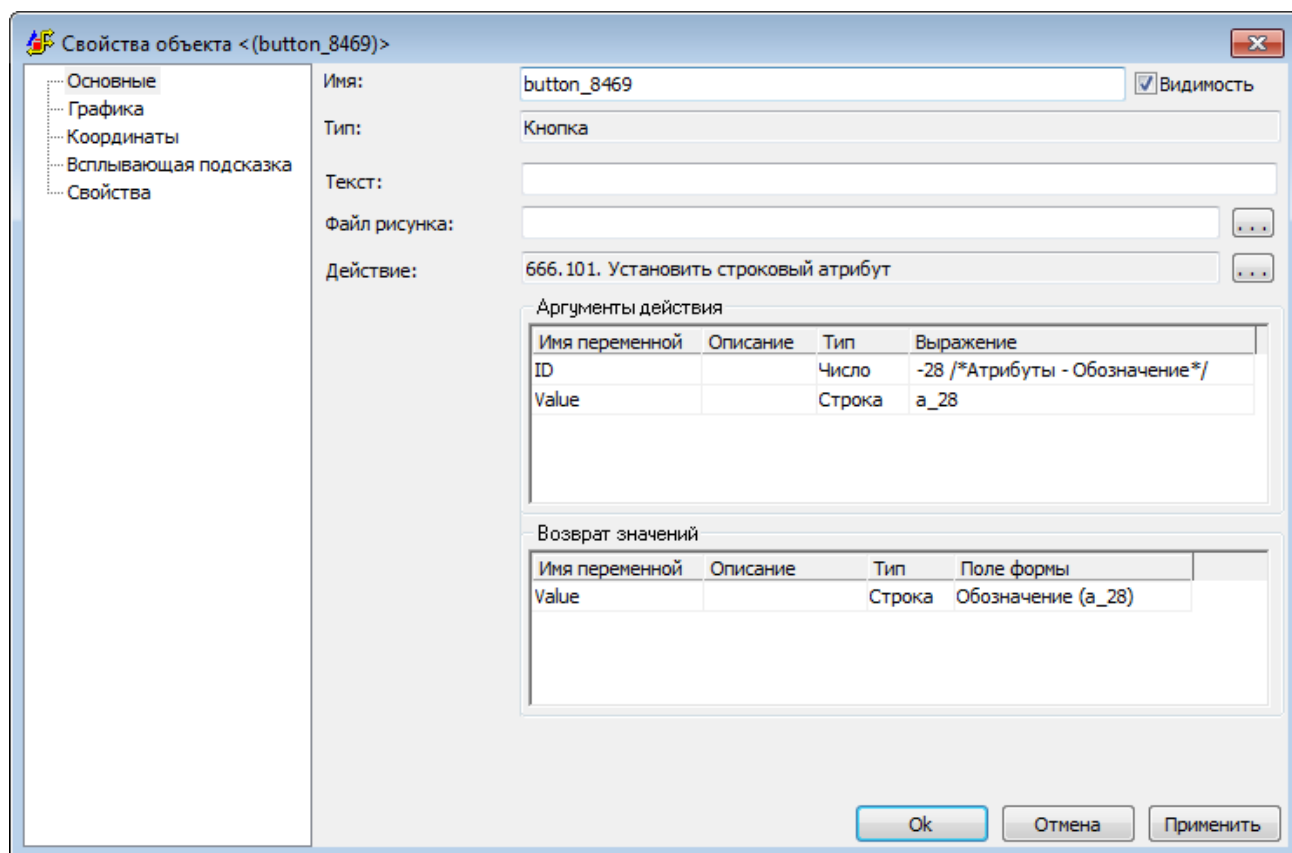 Свойства объекта <(button_8469)>
Основные
Графика
Координаты
Всплывающая подсказка
Свойства
Имя: button_8469 Видимость
Тип: Кнопка
Текст:
Файл рисунка: ...
Действие: 666.101. Установить строковый атрибут ...
Аргументы действия
Имя переменной Описание Тип Выражение
ID Число -28 /*Атрибуты - Обозначение*/
Value Строка a_28
Возврат значений
Имя переменной Описание Тип Поле формы
Value Строка Обозначение (a_28)
Ok Отмена Применить